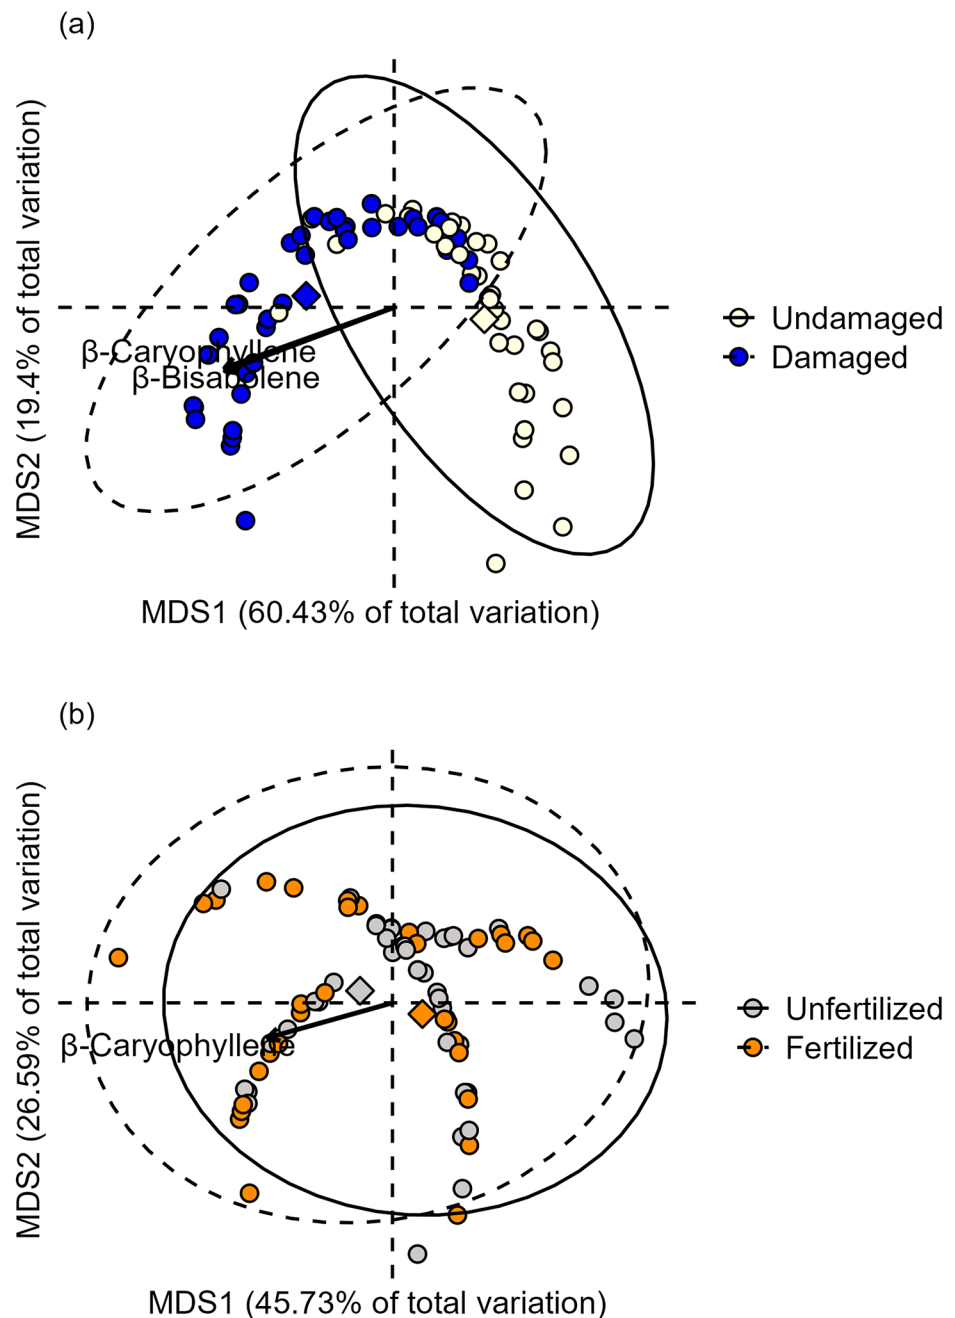 (a)
MDS2 (19.4% of total variation)
β-Caryophyllene
β-Bisabolene
Undamaged
Damaged
MDS1 (60.43% of total variation)
(b)
MDS2 (26.59% of total variation)
β-Caryophyllene
Unfertilized
Fertilized
MDS1 (45.73% of total variation)